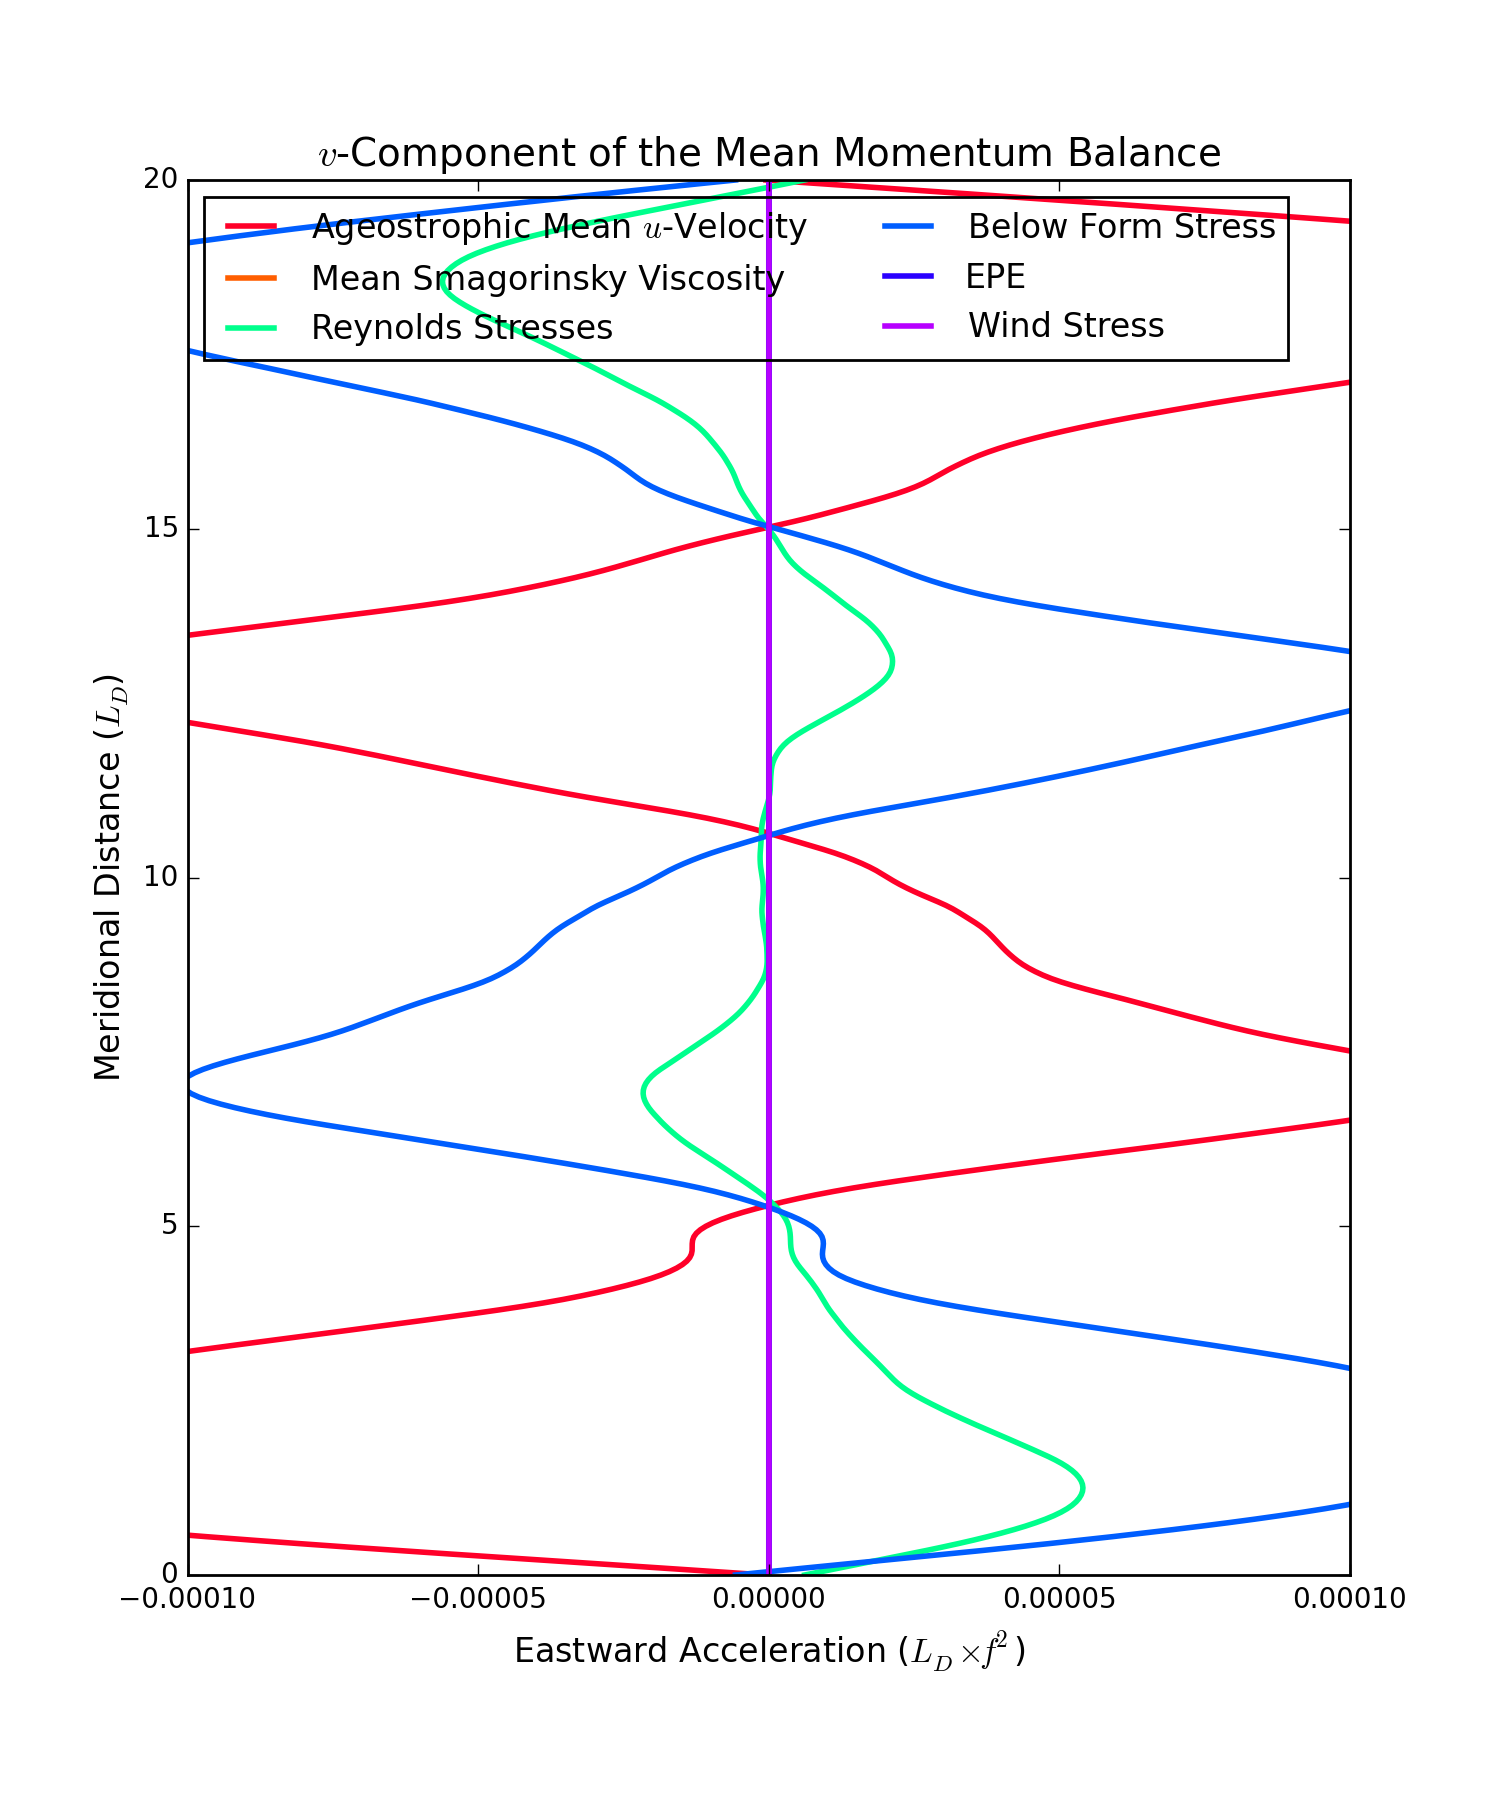 v-Component of the Mean Momentum Balance
20
Ageostrophic Mean u-Velocity
Mean Smagorinsky Viscosity
Reynolds Stresses
Below Form Stress
EPE
Wind Stress
15
10
5
0
Meridional Distance (L_D)
−0.00010 −0.00005 0.00000 0.00005 0.00010
Eastward Acceleration (L_D × f²)